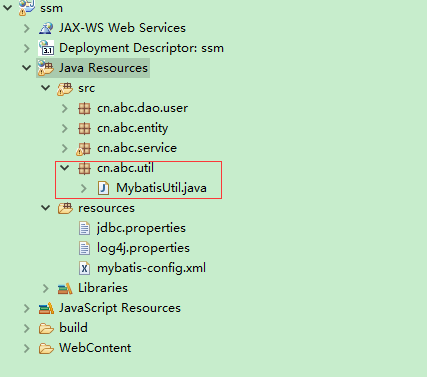 ssm
JAX-WS Web Services
3.1 Deployment Descriptor: ssm
Java Resources
src
cn.abc.dao.user
cn.abc.entity
cn.abc.service
cn.abc.util
J MybatisUtil.java
resources
jdbc.properties
log4j.properties
X mybatis-config.xml
Libraries
JavaScript Resources
build
WebContent